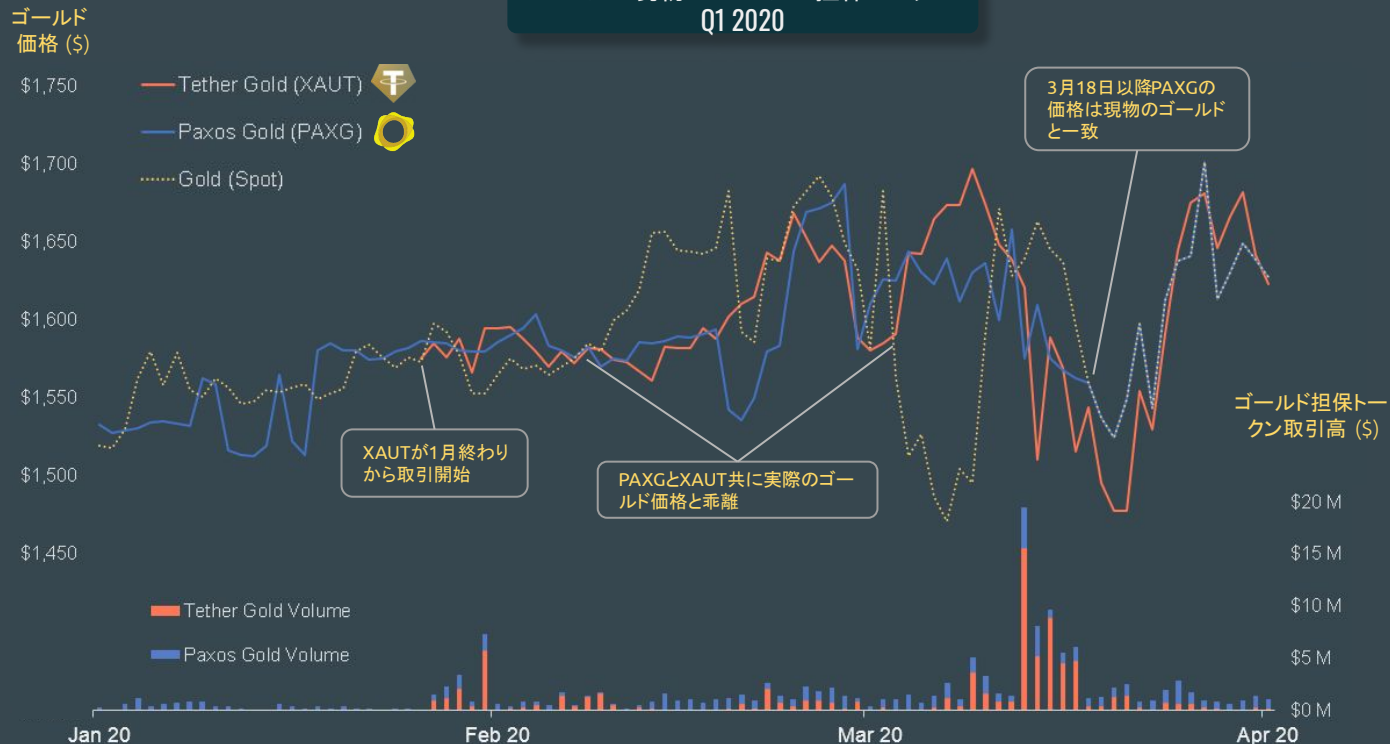 Q1 2020
ゴールド
価格 ($)
$1,750
$1,700
$1,650
$1,600
$1,550
$1,500
$1,450
Tether Gold (XAUT)
Paxos Gold (PAXG)
Gold (Spot)
3月18日以降PAXGの
価格は現物のゴールド
と一致
XAUTが1月終わり
から取引開始
PAXGとXAUT共に実際のゴー
ルド価格と乖離
ゴールド担保トー
クン取引高 ($)
$20 M
$15 M
$10 M
$5 M
$0 M
Tether Gold Volume
Paxos Gold Volume
Jan 20
Feb 20
Mar 20
Apr 20